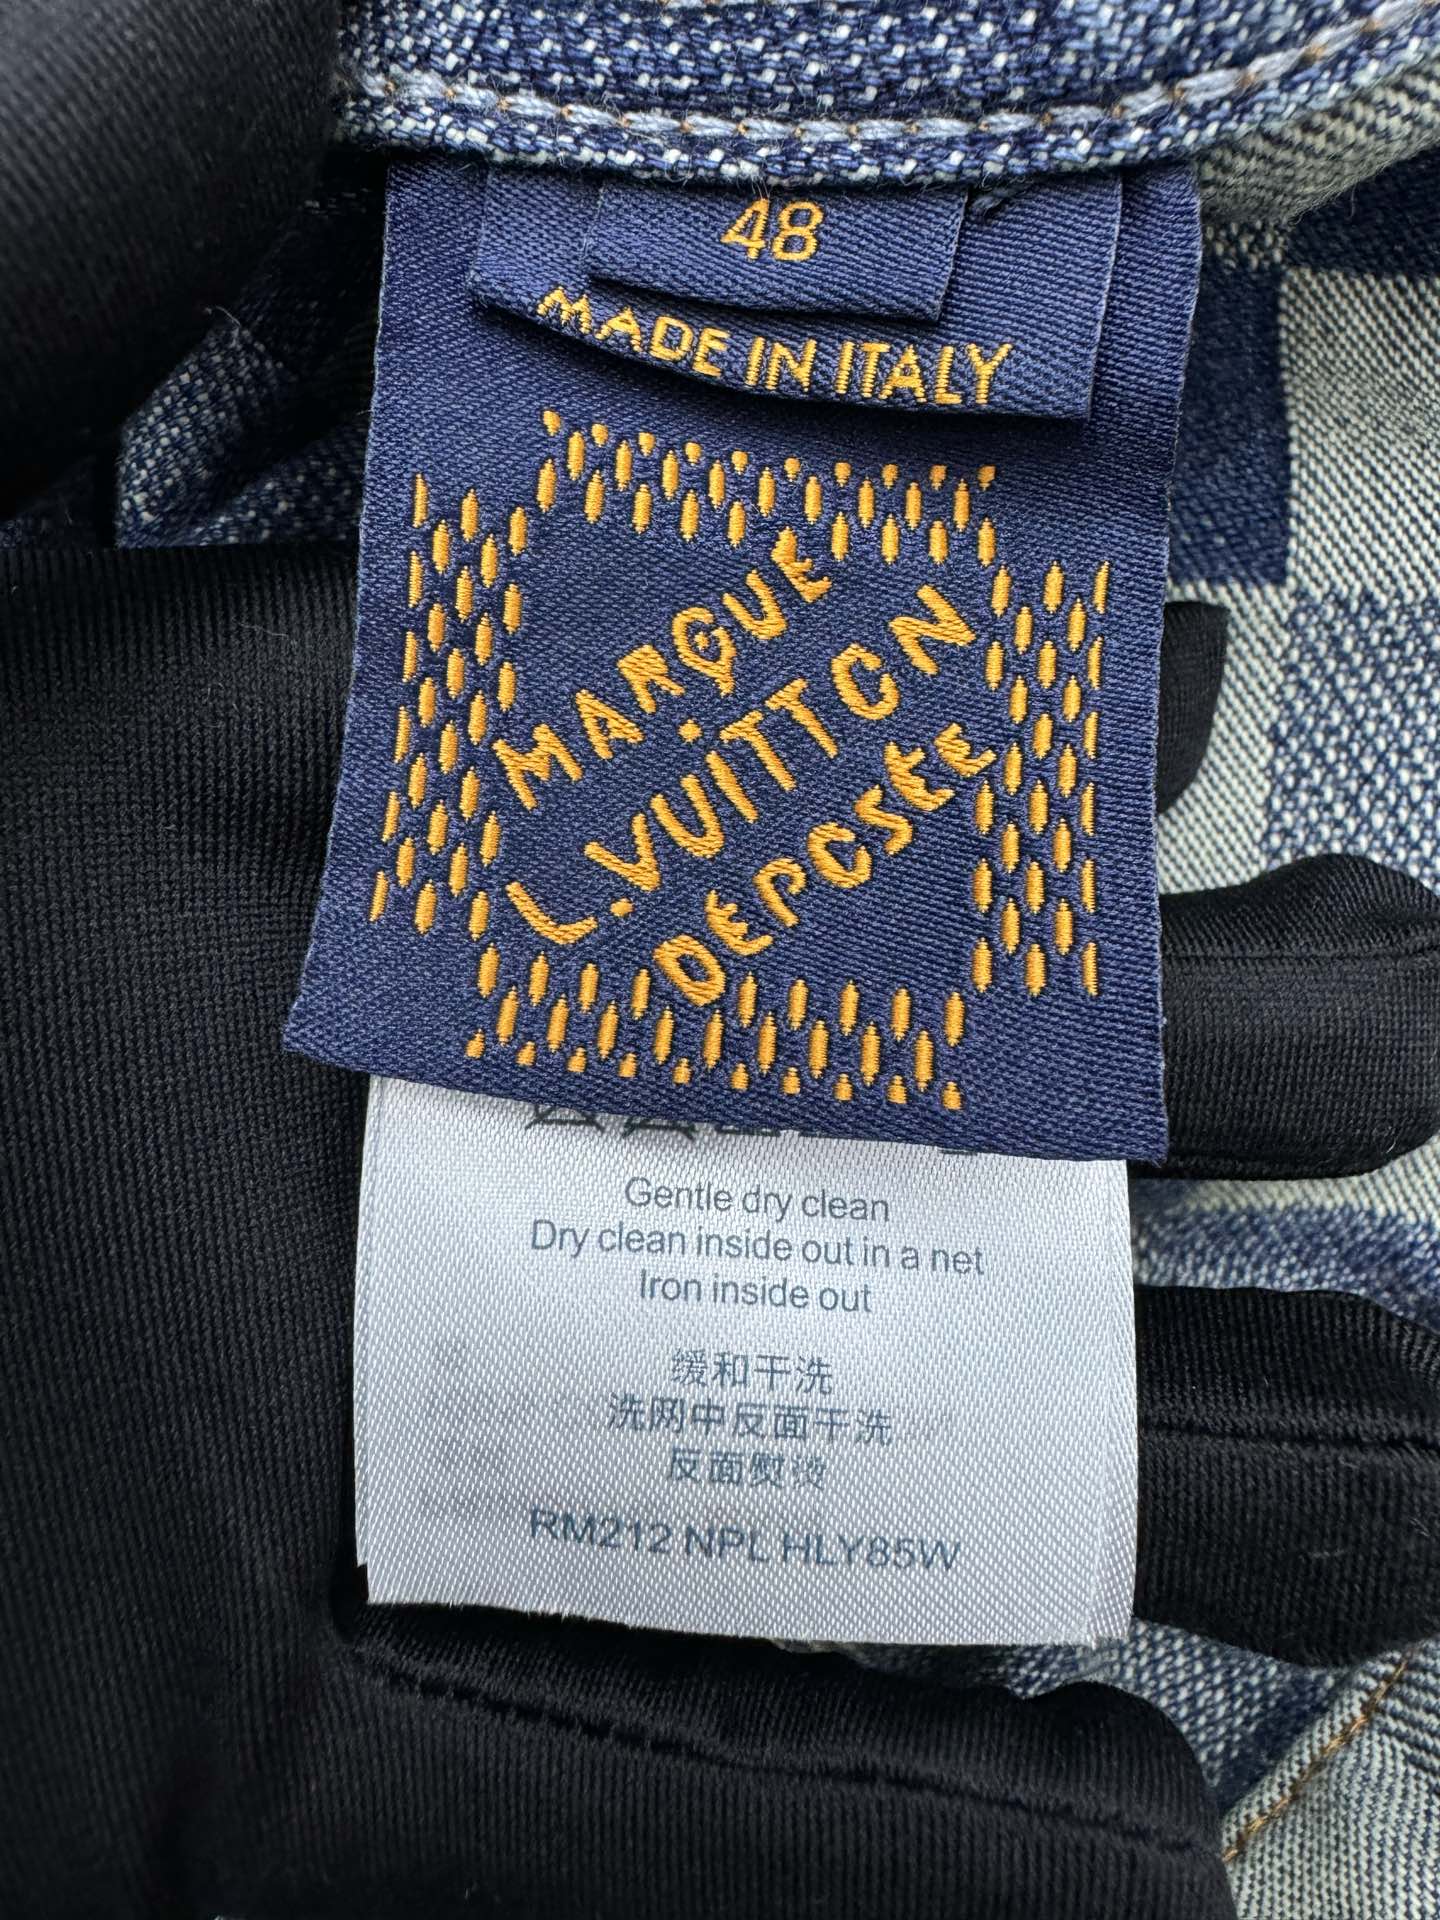 48
MADE IN ITALY
MARQUE
L.VUITTON
DEPOSEE
Gentle dry clean
Dry clean inside out in a net
Iron inside out
缓和干洗
洗网中反面干洗
反面熨烫
RM212 NPL HLY85W